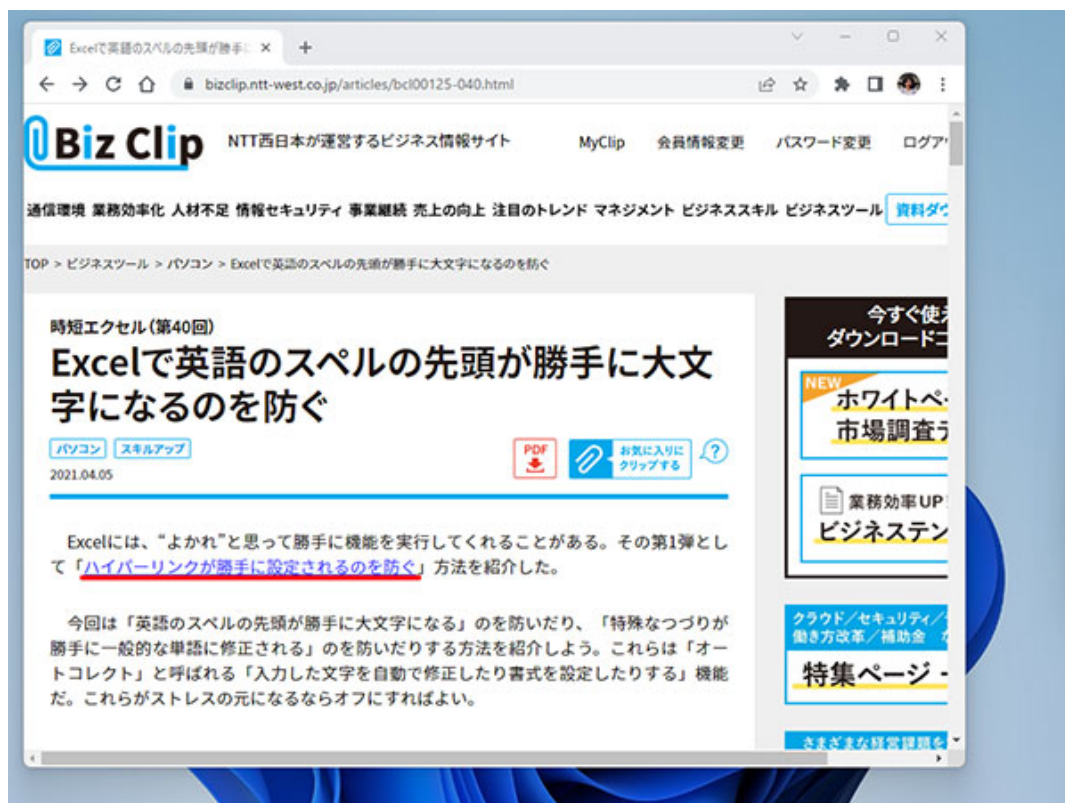 Excelで英語のスペルの先頭が勝手に
bizclip.ntt-west.co.jp/articles/bcl00125-040.html
Biz Clip NTT西日本が運営するビジネス情報サイト MyClip 会員情報変更 パスワード変更 ログア
通信環境 業務効率化 人材不足 情報セキュリティ 事業継続 売上の向上 注目のトレンド マネジメント ビジネススキル ビジネスツール 資料ダウ
TOP > ビジネスツール > パソコン > Excelで英語のスペルの先頭が勝手に大文字になるのを防ぐ
時短エクセル（第40回）
Excelで英語のスペルの先頭が勝手に大文
字になるのを防ぐ
パソコン スキルアップ
2021.04.05
PDF
お気に入りに
クリップする
?
Excelには、“よかれ”と思って勝手に機能を実行してくれることがある。その第1弾とし
て「ハイパーリンクが勝手に設定されるのを防ぐ」方法を紹介した。
今回は「英語のスペルの先頭が勝手に大文字になる」のを防いだり、「特殊なつづりが
勝手に一般的な単語に修正される」のを防いだりする方法を紹介しよう。これらは「オー
トコレクト」と呼ばれる「入力した文字を自動で修正したり書式を設定したりする」機能
だ。これらがストレスの元になるならオフにすればよい。
今すぐ使え
ダウンロードコ
NEW
ホワイトペ
市場調査デ
業務効率UP
ビジネステン
クラウド／セキュリティ／
働き方改革／補助金
特集ページ
さまざまな経営課題を